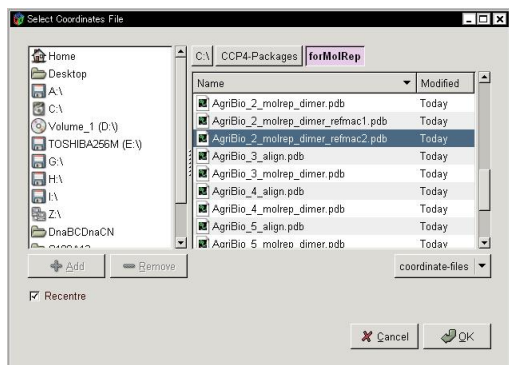 Select Coordinates File
Home
Desktop
A:\
C:\
Volume_1 (D:\)
TOSHIBA256M (E:\)
G:\
H:\
I:\
Z:\
DnaBCDnaCN
C:\ CCP4-Packages forMolRep
Name Modified
AgriBio_2_molrep_dimer.pdb Today
AgriBio_2_molrep_dimer_refmac1.pdb Today
AgriBio_2_molrep_dimer_refmac2.pdb Today
AgriBio_3_align.pdb Today
AgriBio_3_molrep_dimer.pdb Today
AgriBio_4_align.pdb Today
AgriBio_4_molrep_dimer.pdb Today
AgriBio_5_align.pdb Today
AgriBio_5_molrep_dimer.pdb Today
Add Remove
coordinate-files
Recentre
Cancel OK